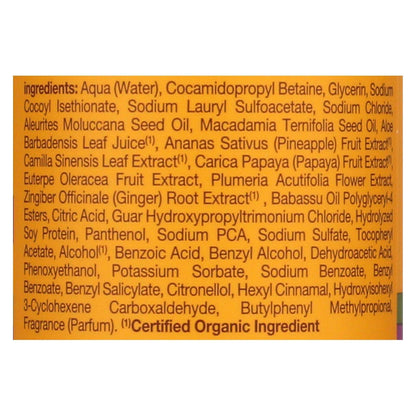 ingredients: Aqua (Water), Cocamidopropyl Betaine, Glycerin, Sodium
Cocoyl Isethionate, Sodium Lauryl Sulfoacetate, Sodium Chloride,
Aleurites Moluccana Seed Oil, Macadamia Ternifolia Seed Oil, Aloe
Barbadensis Leaf Juice⁽¹⁾, Ananas Sativus (Pineapple) Fruit Extract⁽¹⁾,
Camilla Sinensis Leaf Extract⁽¹⁾, Carica Papaya (Papaya) Fruit Extract⁽¹⁾,
Euterpe Oleracea Fruit Extract, Plumeria Acutifolia Flower Extract,
Zingiber Officinale (Ginger) Root Extract⁽¹⁾ , Babassu Oil Polyglyceryl-4
Esters, Citric Acid, Guar Hydroxypropyltrimonium Chloride, Hydrolyzed
Soy Protein, Panthenol, Sodium PCA, Sodium Sulfate, Tocopheryl
Acetate, Alcohol⁽¹⁾, Benzoic Acid, Benzyl Alcohol, Dehydroacetic Acid,
Phenoxyethanol, Potassium Sorbate, Sodium Benzoate, Benzyl
Benzoate, Benzyl Salicylate, Citronellol, Hexyl Cinnamal, Hydroxyisohexyl
3-Cyclohexene Carboxaldehyde, Butylphenyl Methylpropional,
Fragrance (Parfum). ⁽¹⁾Certified Organic Ingredient